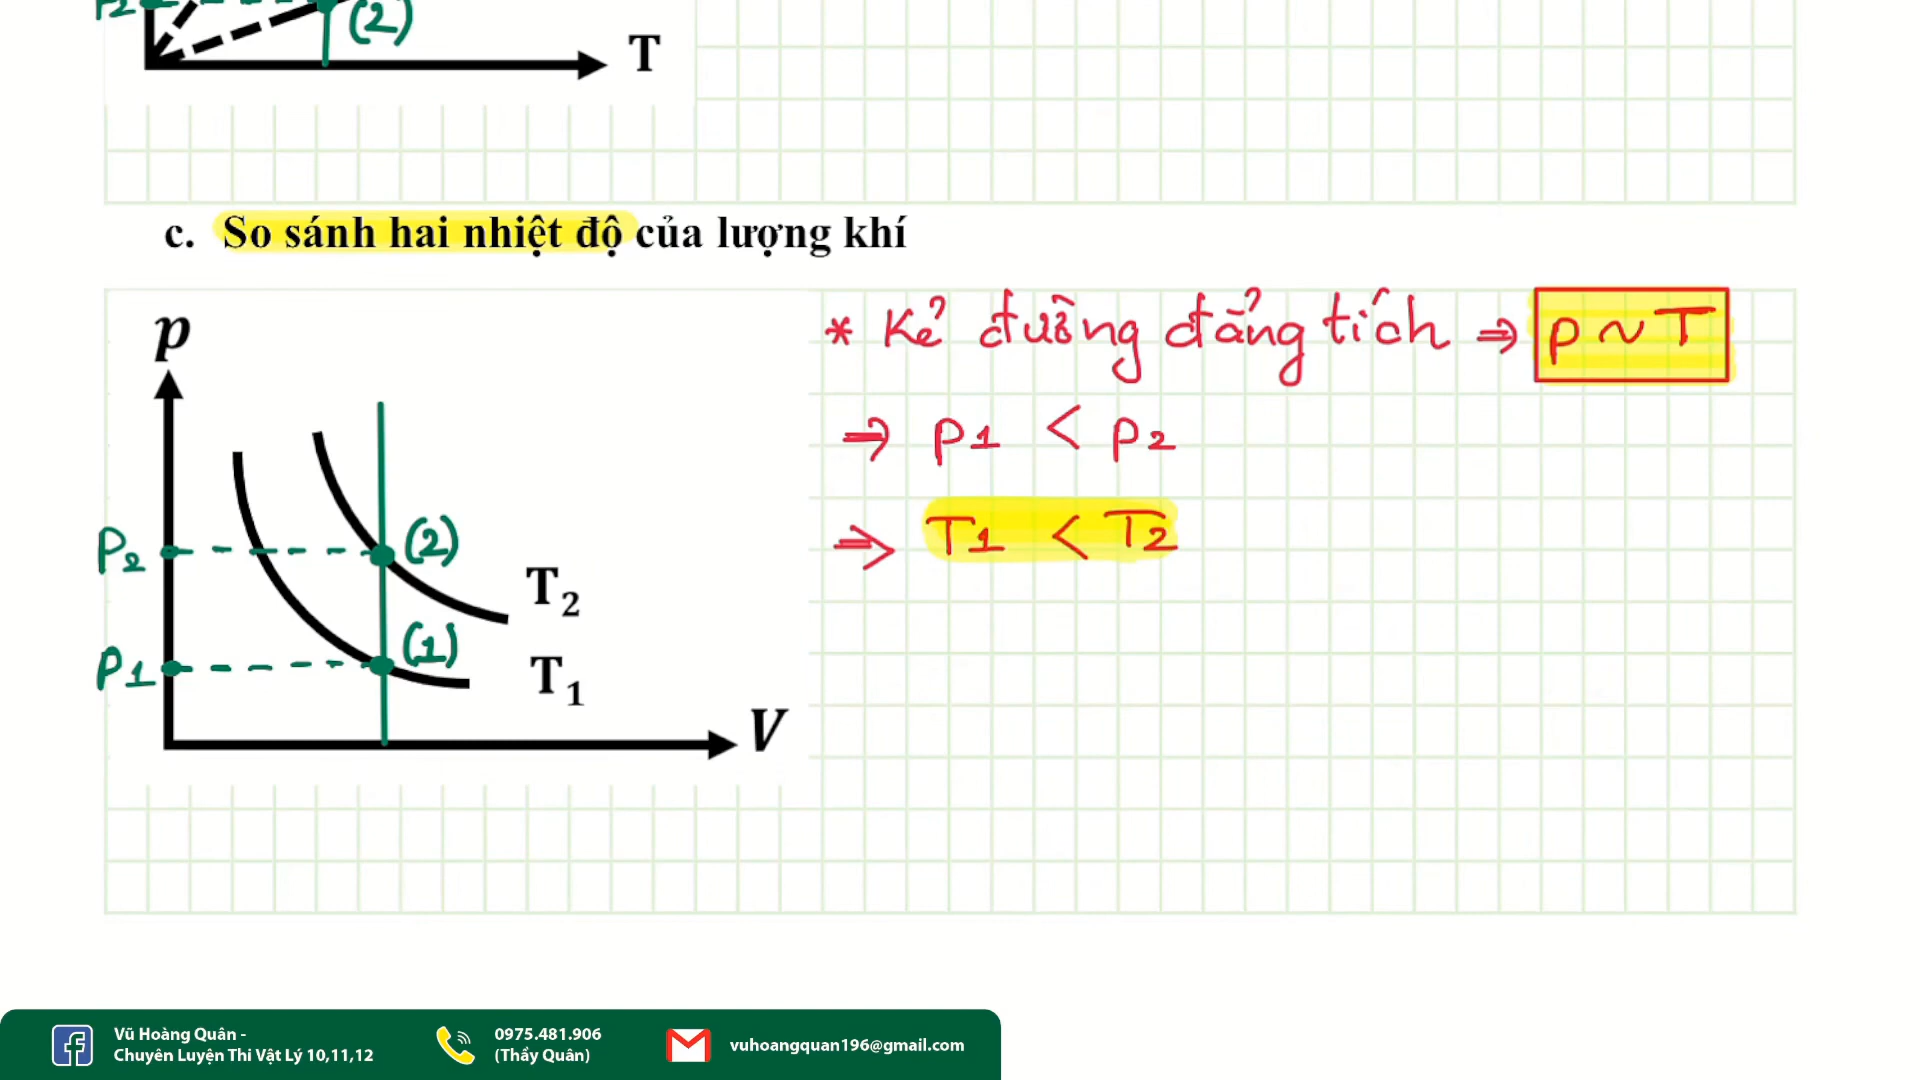 (2)
T
c. So sánh hai nhiệt độ của lượng khí
p
* Kẻ đường đẳng tích ⇒ p ~ T
⇒ p1 < p2
⇒ T1 < T2
P2
(2)
T2
P1
(1)
T1
V
Vũ Hoàng Quân -
Chuyên Luyện Thi Vật Lý 10,11,12
0975.481.906
(Thầy Quân)
vuhoangquan196@gmail.com